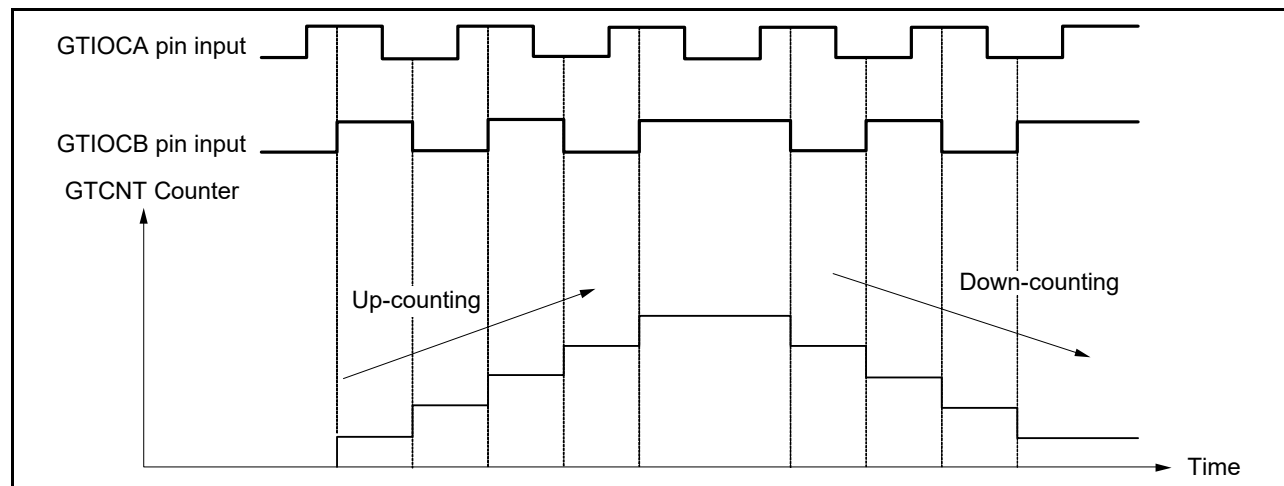 GTIOCA pin input
GTIOCB pin input
GTCNT Counter
Up-counting
Down-counting
Time